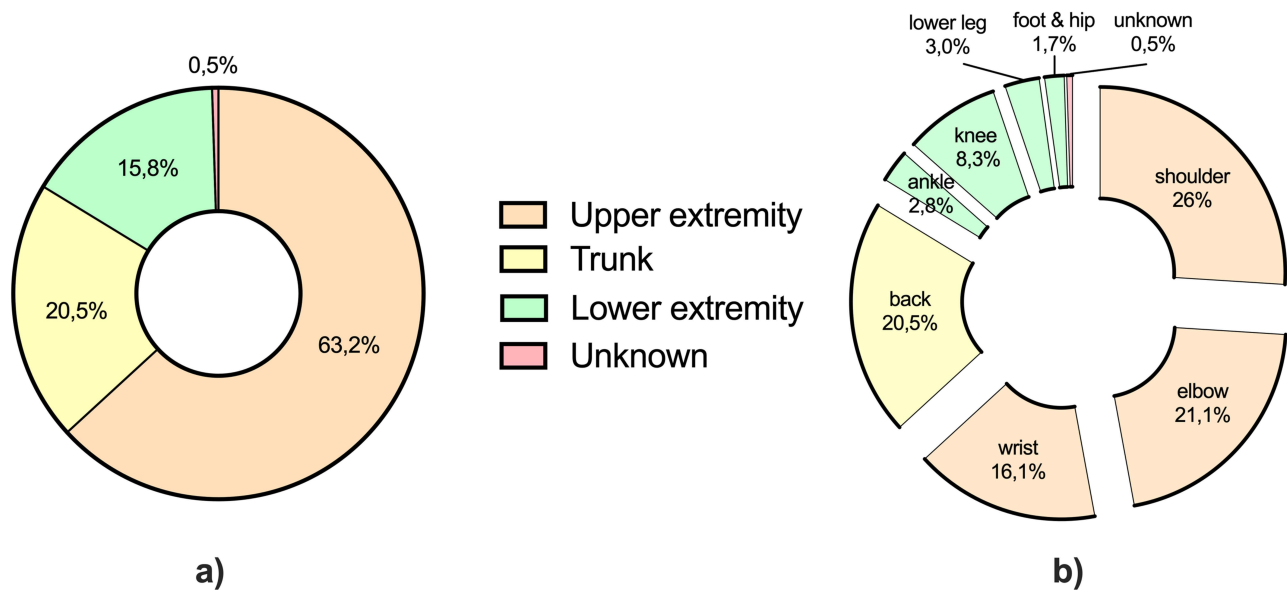 0,5%
15,8%
20,5%
63,2%
a)
Upper extremity
Trunk
Lower extremity
Unknown
lower leg
3,0%
foot & hip
1,7%
unknown
0,5%
knee
8,3%
ankle
2,8%
shoulder
26%
back
20,5%
elbow
21,1%
wrist
16,1%
b)